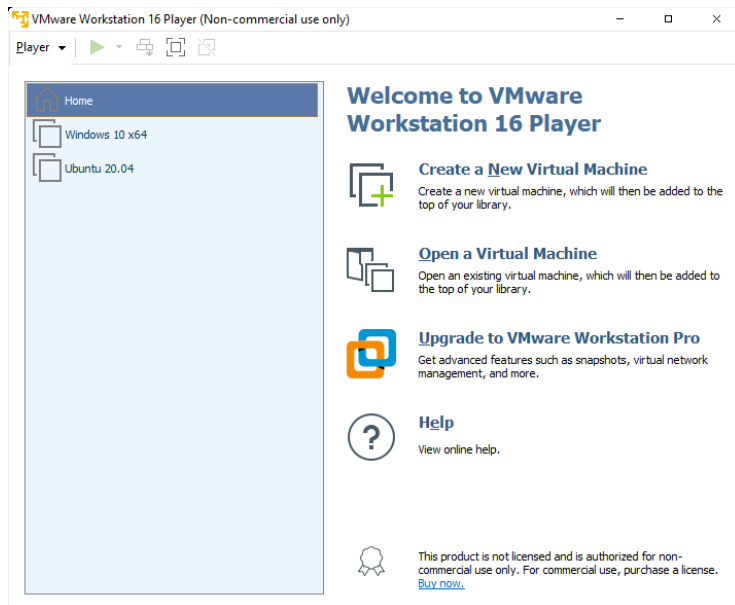 VMware Workstation 16 Player (Non-commercial use only)
Player
Home
Windows 10 x64
Ubuntu 20.04
Welcome to VMware
Workstation 16 Player
Create a New Virtual Machine
Create a new virtual machine, which will then be added to the
top of your library.
Open a Virtual Machine
Open an existing virtual machine, which will then be added to
the top of your library.
Upgrade to VMware Workstation Pro
Get advanced features such as snapshots, virtual network
management, and more.
Help
View online help.
This product is not licensed and is authorized for non-
commercial use only. For commercial use, purchase a license.
Buy now.